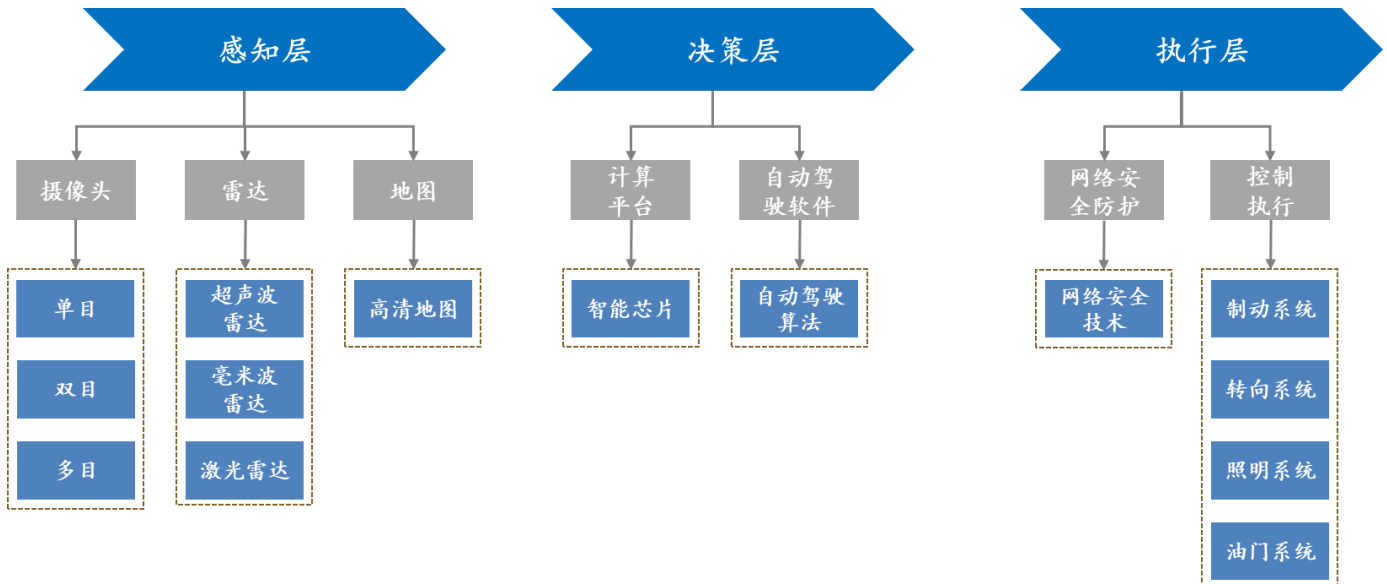 感知层
决策层
执行层
摄像头
雷达
地图
计算
平台
自动驾
驶软件
网络安
全防护
控制
执行
单目
双目
多目
超声波
雷达
毫米波
雷达
激光雷达
高清地图
智能芯片
自动驾驶
算法
网络安全
技术
制动系统
转向系统
照明系统
油门系统